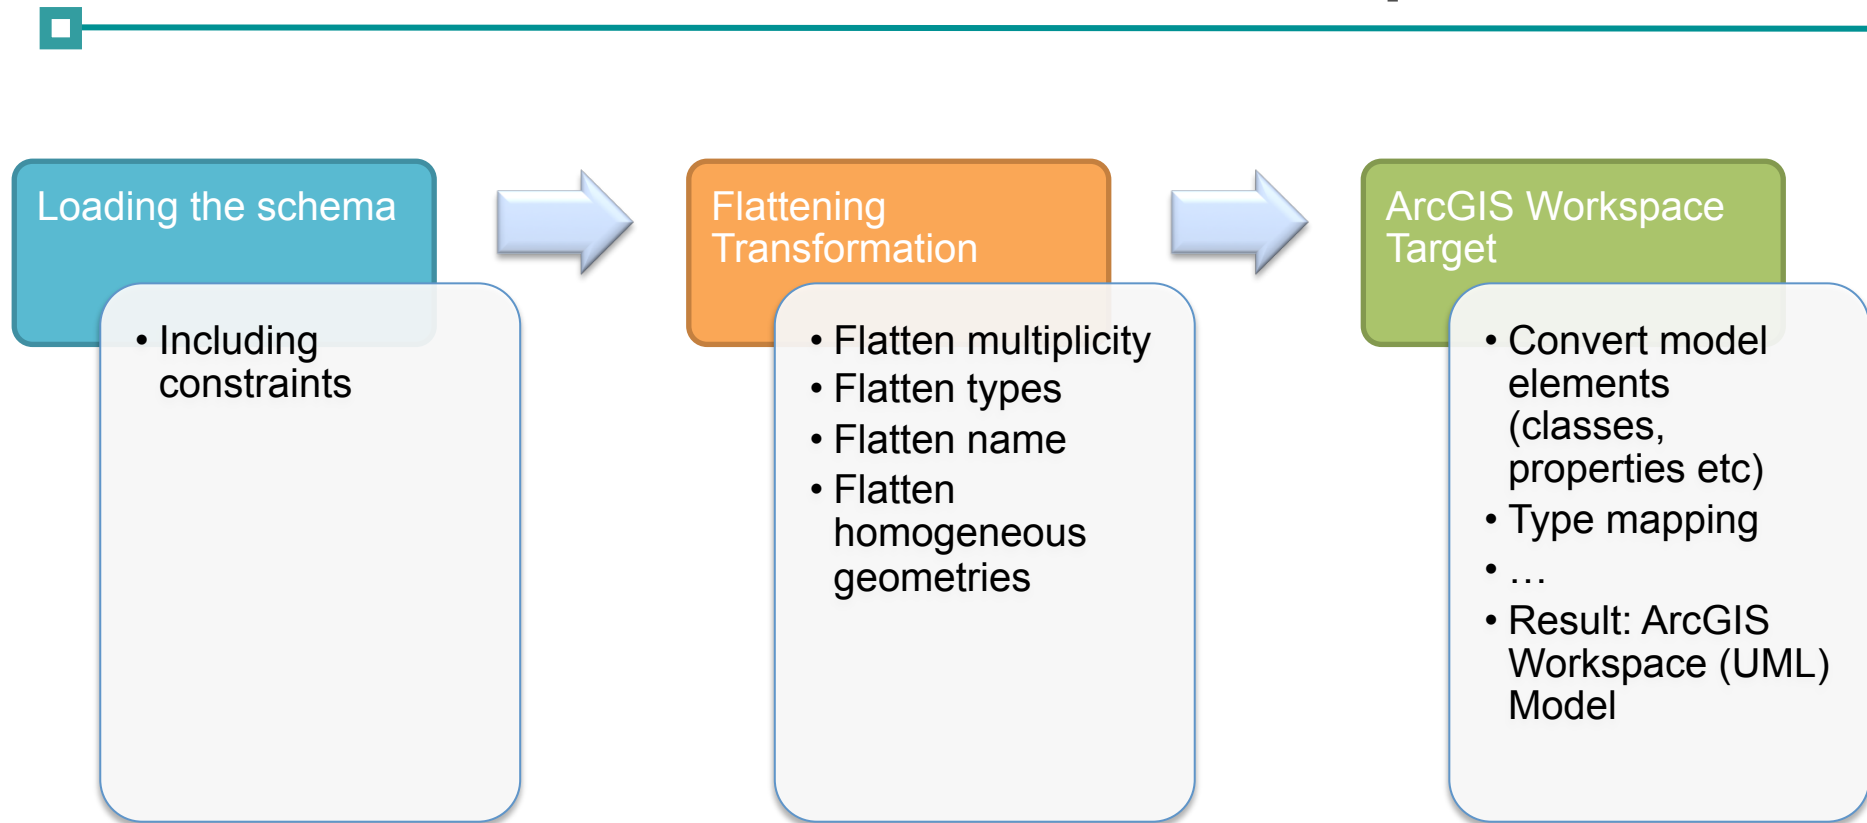 Loading the schema
• Including
constraints
Flattening
Transformation
• Flatten multiplicity
• Flatten types
• Flatten name
• Flatten
homogeneous
geometries
ArcGIS Workspace
Target
• Convert model
elements
(classes,
properties etc)
• Type mapping
• …
• Result: ArcGIS
Workspace (UML)
Model